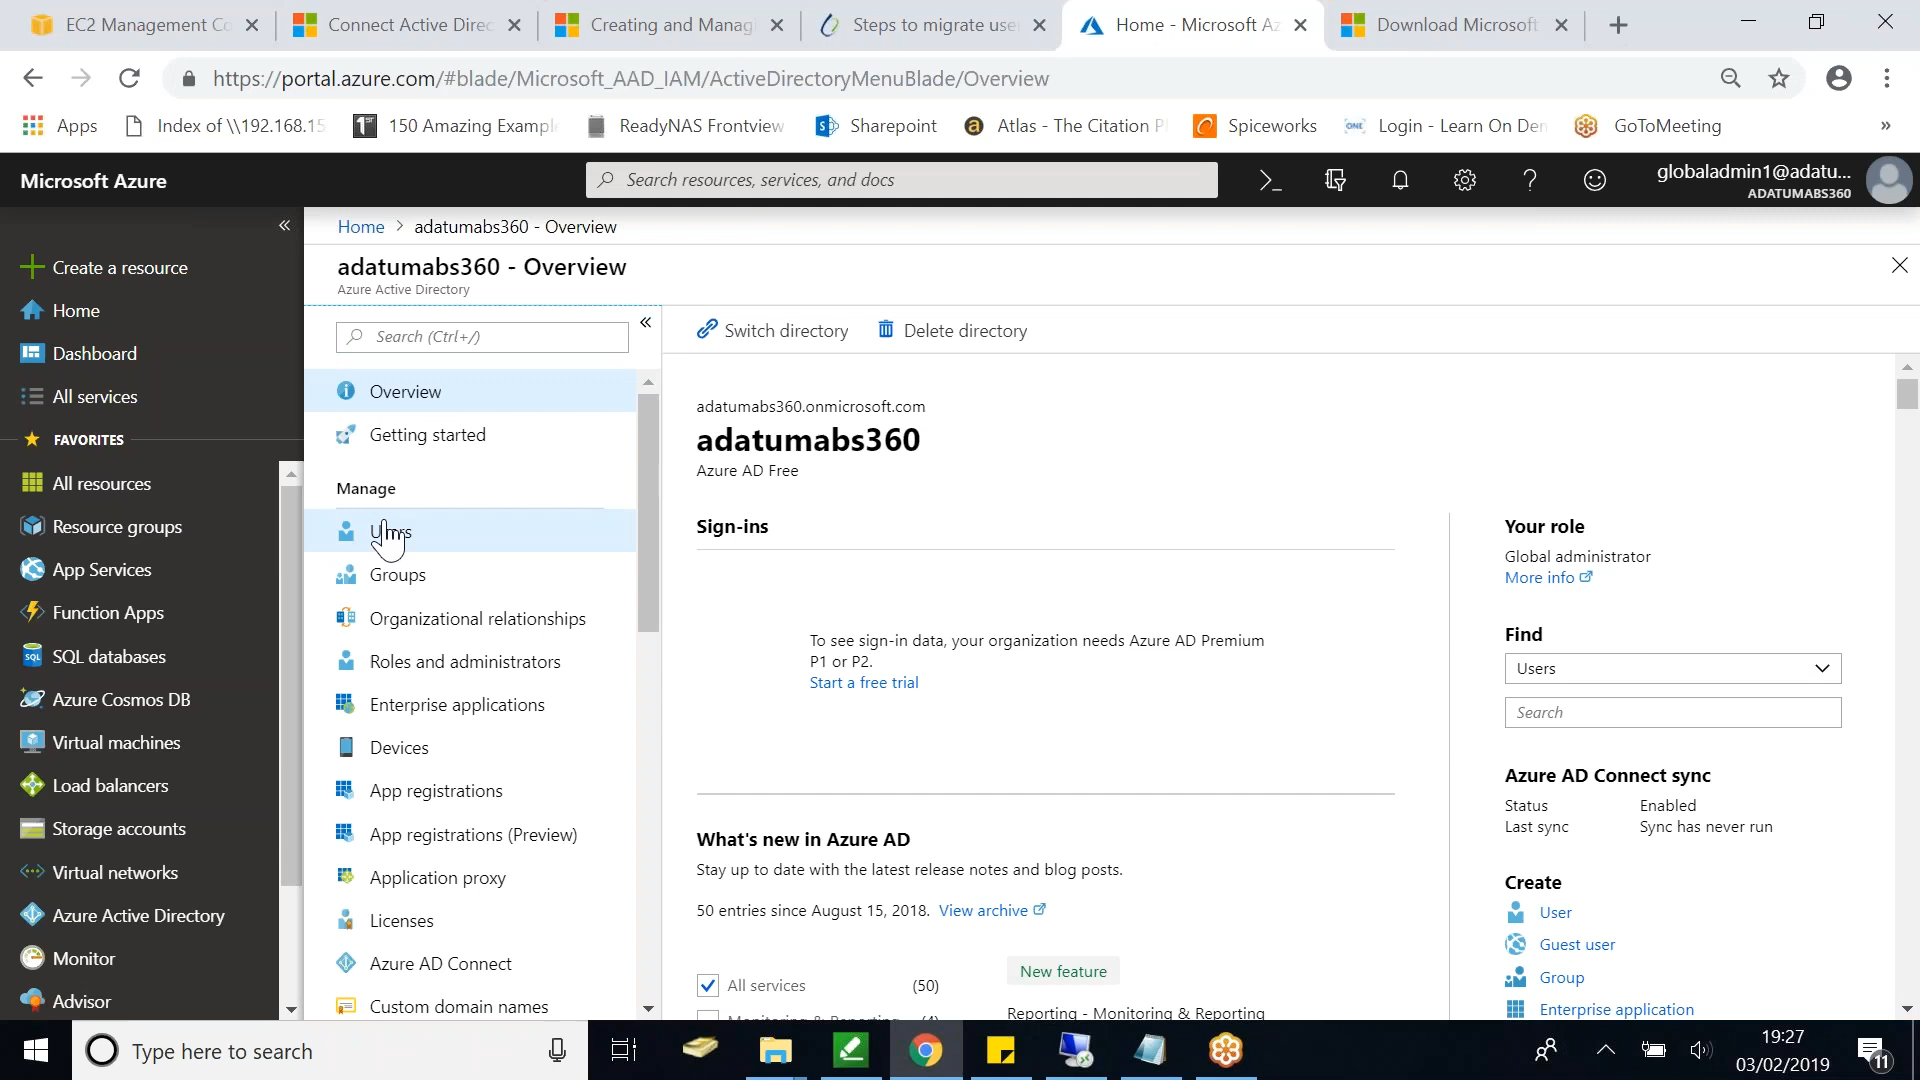 EC2 Management Co
Connect Active Direc
Creating and Managi
Steps to migrate use
Home - Microsoft Az
Download Microsoft
https://portal.azure.com/#blade/Microsoft_AAD_IAM/ActiveDirectoryMenuBlade/Overview
Apps
Index of \\192.168.15
150 Amazing Exampl
ReadyNAS Frontview
Sharepoint
Atlas - The Citation Pl
Spiceworks
Login - Learn On Den
GoToMeeting
»
Microsoft Azure
Search resources, services, and docs
globaladmin1@adatu...
ADATUMABS360
Create a resource
Home
Dashboard
All services
FAVORITES
All resources
Resource groups
App Services
Function Apps
SQL databases
Azure Cosmos DB
Virtual machines
Load balancers
Storage accounts
Virtual networks
Azure Active Directory
Monitor
Advisor
Home > adatumabs360 - Overview
adatumabs360 - Overview
Azure Active Directory
Search (Ctrl+/)
Overview
Getting started
Manage
Users
Groups
Organizational relationships
Roles and administrators
Enterprise applications
Devices
App registrations
App registrations (Preview)
Application proxy
Licenses
Azure AD Connect
Custom domain names
Switch directory
Delete directory
adatumabs360.onmicrosoft.com
adatumabs360
Azure AD Free
Sign-ins
To see sign-in data, your organization needs Azure AD Premium
P1 or P2.
Start a free trial
What's new in Azure AD
Stay up to date with the latest release notes and blog posts.
50 entries since August 15, 2018. View archive
All services (50)
Monitoring & Reporting (4)
New feature
Reporting - Monitoring & Reporting
Your role
Global administrator
More info
Find
Users
Search
Azure AD Connect sync
Status Enabled
Last sync Sync has never run
Create
User
Guest user
Group
Enterprise application
Type here to search
19:27
03/02/2019
11